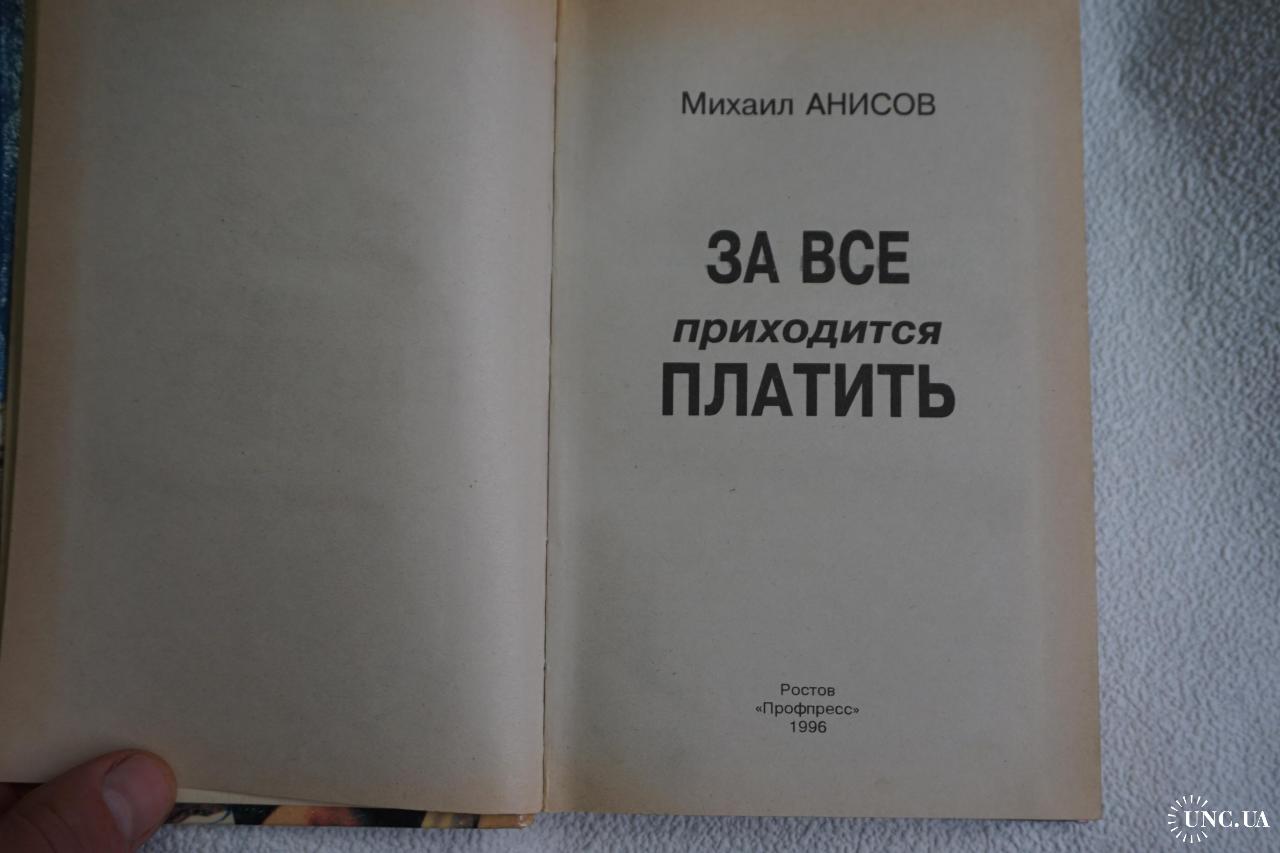 Михаил АНИСОВ
ЗА ВСЕ
приходится
ПЛАТИТЬ
Ростов
«Профпресс»
1996
UNC.UA